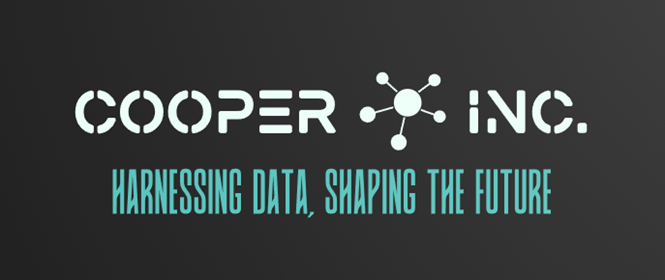 COOPER INC.
HARNESSING DATA, SHAPING THE FUTURE